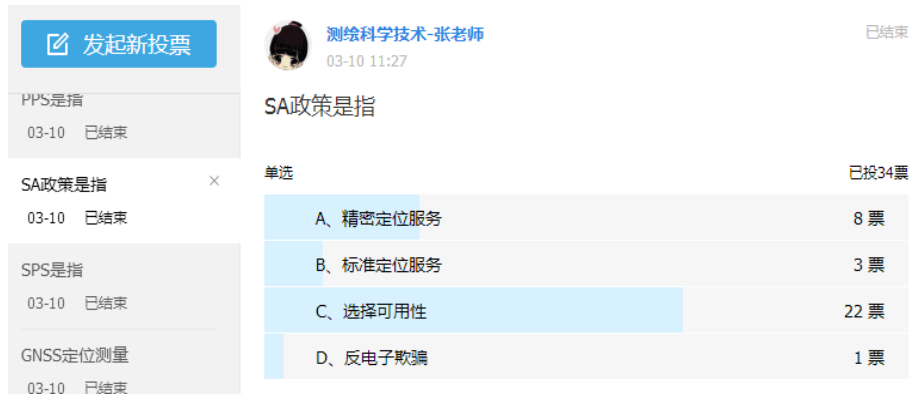 发起新投票
PPS是指
03-10 已结束
SA政策是指 ×
03-10 已结束
SPS是指
03-10 已结束
GNSS定位测量
03-10 已结束
测绘科学技术-张老师 已结束
03-10 11:27
SA政策是指
单选 已投34票
A、精密定位服务 8 票
B、标准定位服务 3 票
C、选择可用性 22 票
D、反电子欺骗 1 票